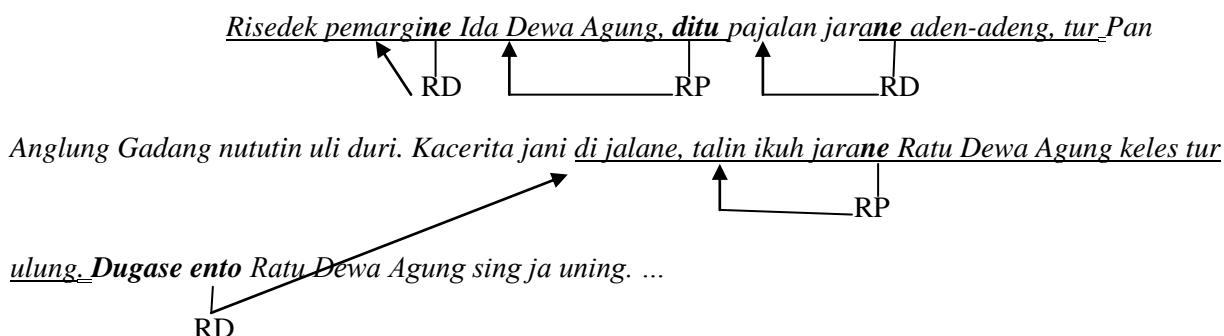 Risedek pemargine Ida Dewa Agung, ditu pajalan jarane aden-adeng, tur Pan
RD RP RD
Anglung Gadang nututin uli duri. Kacerita jani di jalane, talin ikuh jarane Ratu Dewa Agung keles tur
RP
ulung. Dugase ento Ratu Dewa Agung sing ja uning. …
RD